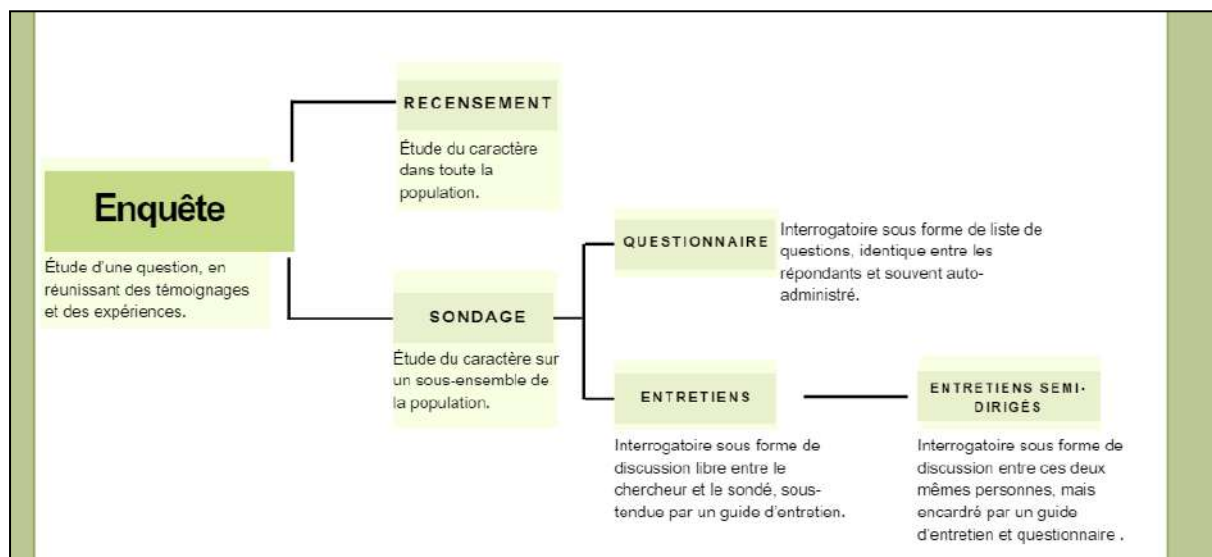 RECENSEMENT
Étude du caractère
dans toute la
population.
Enquête
Étude d'une question, en
réunissant des témoignages
et des expériences.
SONDAGE
Étude du caractère sur
un sous-ensemble de
la population.
QUESTIONNAIRE
Interrogatoire sous forme de liste de
questions, identique entre les
répondants et souvent auto-
administré.
ENTRETIENS
Interrogatoire sous forme de
discussion libre entre le
chercheur et le sondé, sous-
tendue par un guide d'entretien.
ENTRETIENS SEMI-
DIRIGÉS
Interrogatoire sous forme de
discussion entre ces deux
mêmes personnes, mais
encardré par un guide
d'entretien et questionnaire .